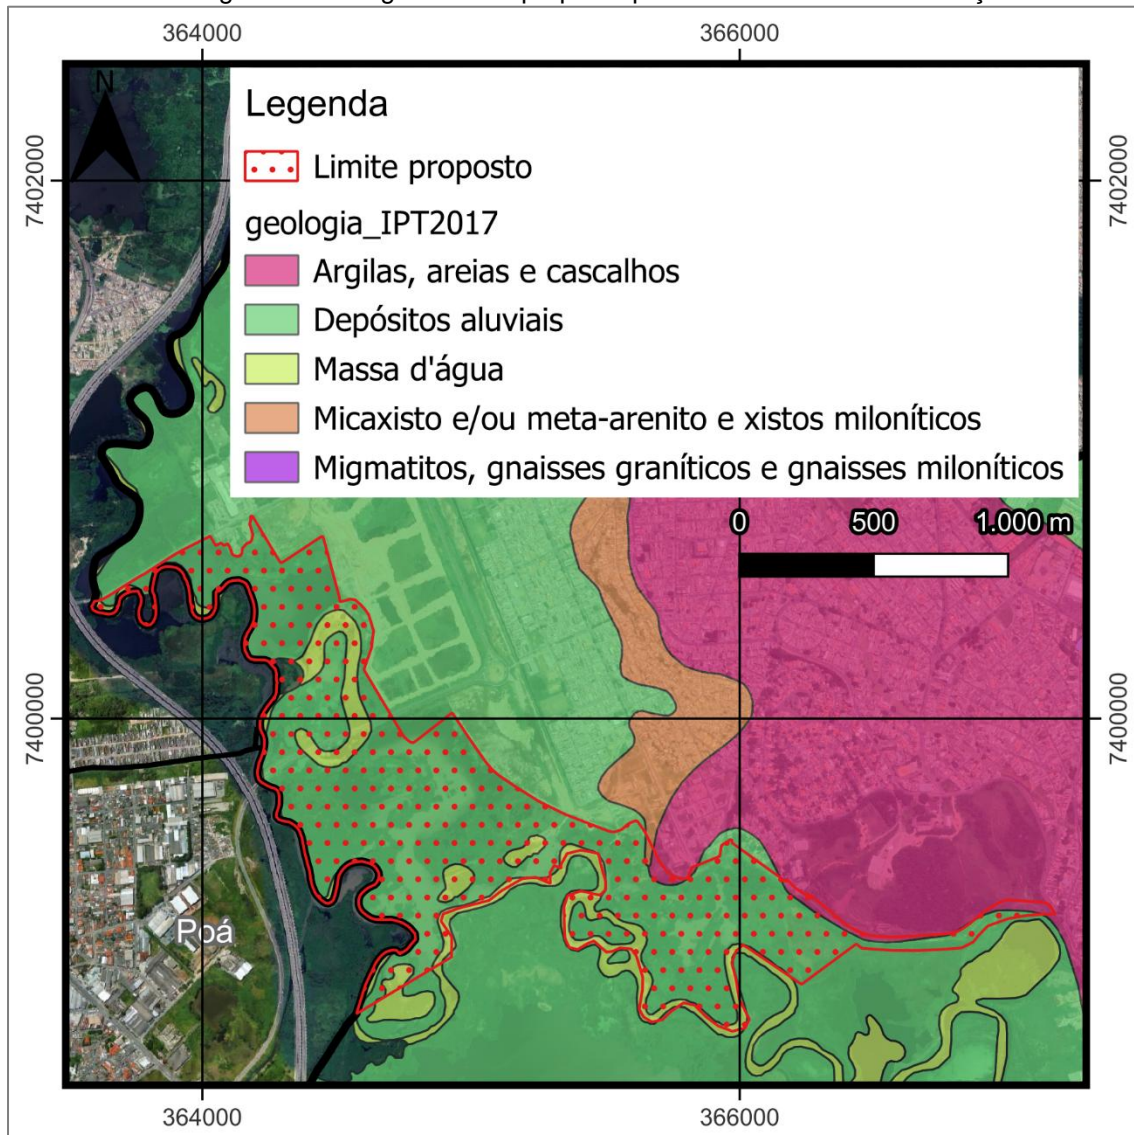 364000 366000
N
Legenda
Limite proposto
7402000 7402000
geologia_IPT2017
Argilas, areias e cascalhos
Depósitos aluviais
Massa d'água
Micaxisto e/ou meta-arenito e xistos miloníticos
Migmatitos, gnaisses graníticos e gnaisses miloníticos
0 500 1.000 m
7400000 7400000
Poá
364000 366000